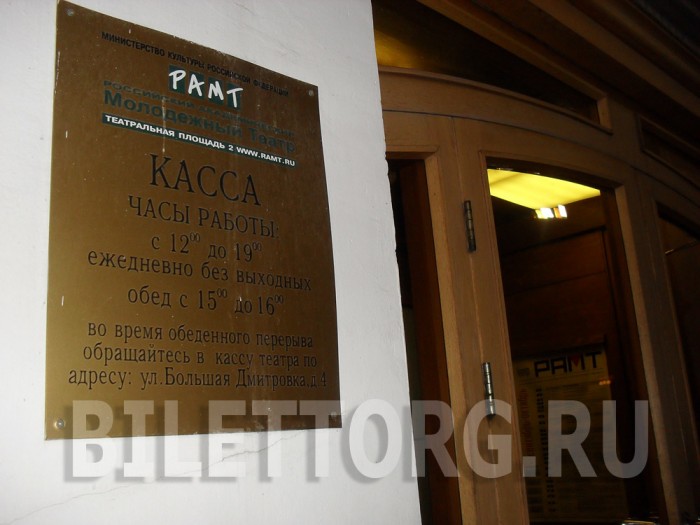 МИНИСТЕРСТВО КУЛЬТУРЫ РОССИЙСКОЙ ФЕДЕРАЦИИ
РАМТ
РОССИЙСКИЙ АКАДЕМИЧЕСКИЙ
Молодежный Театр
ТЕАТРАЛЬНАЯ ПЛОЩАДЬ 2 WWW.RAMT.RU
КАССА
ЧАСЫ РАБОТЫ:
с 12⁰⁰ до 19⁰⁰
ежедневно без выходных
обед с 15⁰⁰ до 16⁰⁰
во время обеденного перерыва
обращайтесь в кассу театра по
адресу: ул.Большая Дмитровка,д.4
РАМТ
BILETTORG.RU